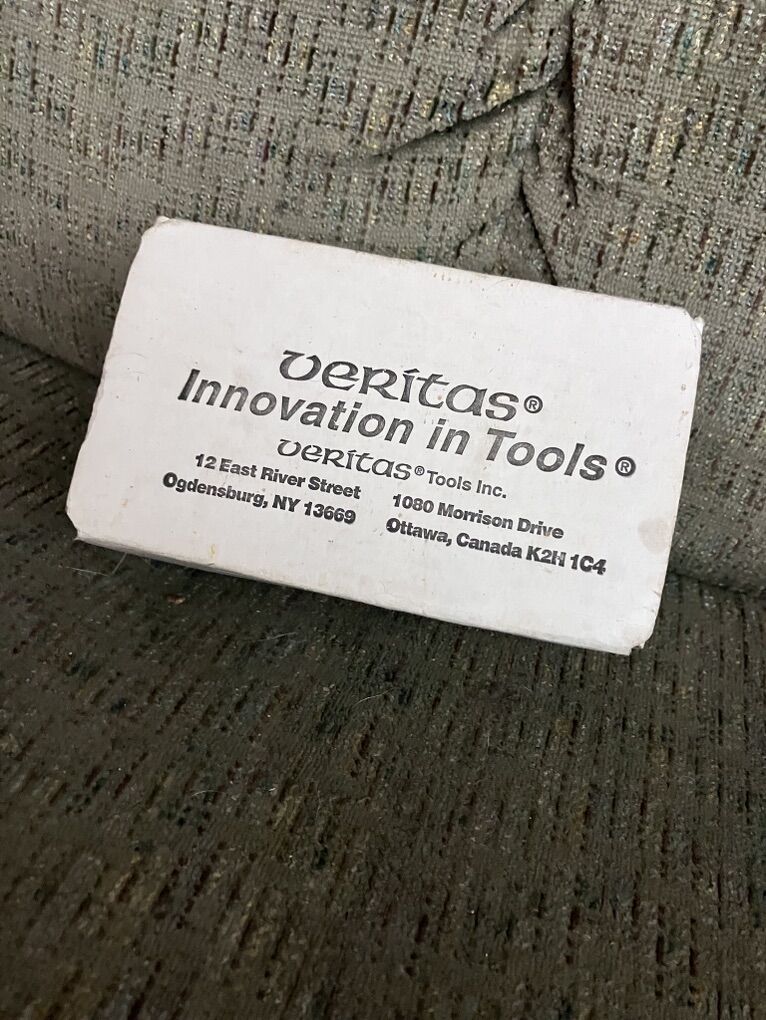 veritas®
Innovation in Tools®
veritas® Tools Inc.
12 East River Street
Ogdensburg, NY 13669
1080 Morrison Drive
Ottawa, Canada K2H 1C4